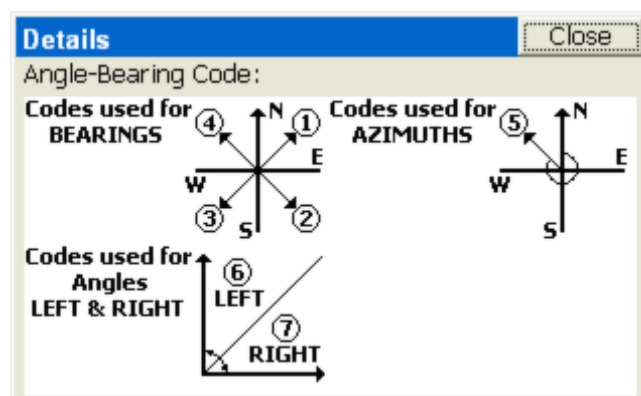 Details
Close
Angle-Bearing Code:
Codes used for
BEARINGS
4
N
1
W
E
3
S
2
Codes used for
AZIMUTHS
5
N
W
E
S
Codes used for
Angles
LEFT & RIGHT
6
LEFT
7
RIGHT